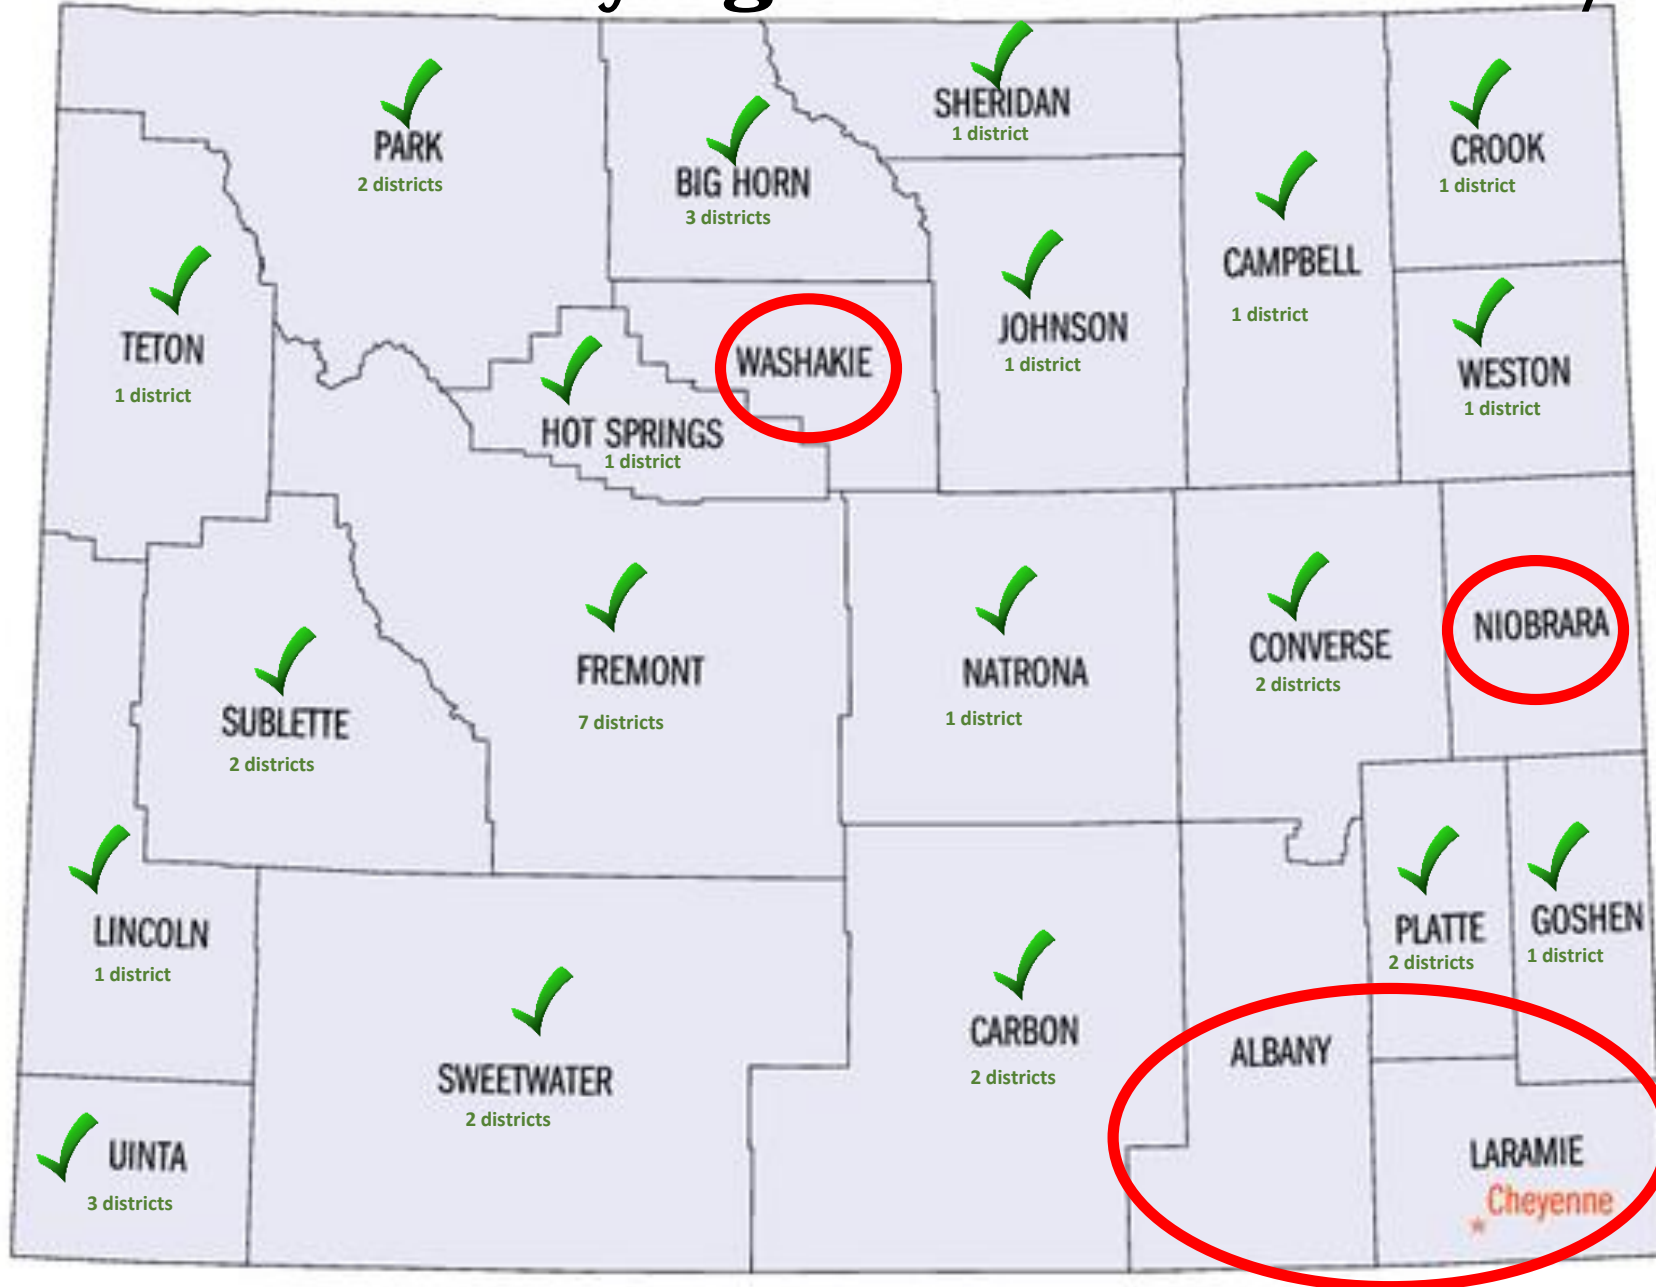 SHERIDAN
1 district
PARK
2 districts
BIG HORN
3 districts
CROOK
1 district
CAMPBELL
1 district
TETON
1 district
WASHAKIE
JOHNSON
1 district
WESTON
1 district
HOT SPRINGS
1 district
SUBLETTE
2 districts
FREMONT
7 districts
NATRONA
1 district
CONVERSE
2 districts
NIOBRARA
LINCOLN
1 district
PLATTE
2 districts
GOSHEN
1 district
SWEETWATER
2 districts
CARBON
2 districts
ALBANY
UINTA
3 districts
LARAMIE
Cheyenne